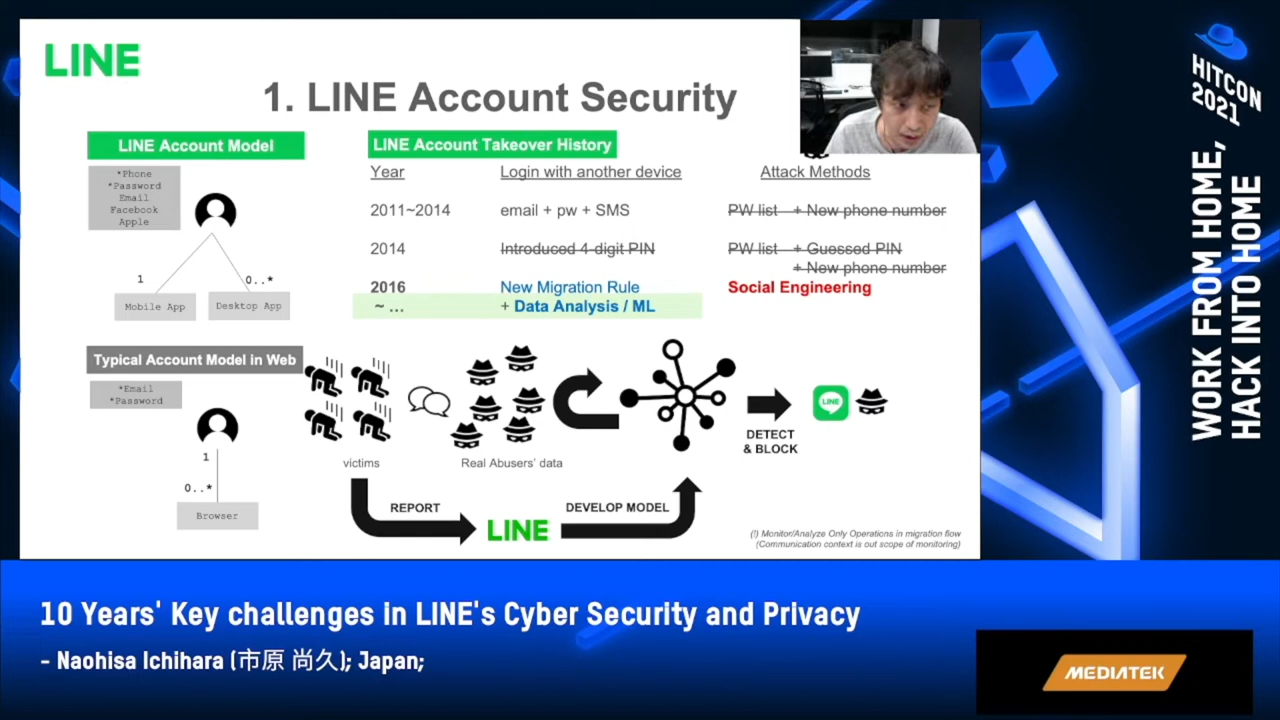 LINE
1. LINE Account Security
LINE Account Model
*Phone
*Password
Email
Facebook
Apple
1
0..*
Mobile App
Desktop App
LINE Account Takeover History
Year
Login with another device
Attack Methods
2011~2014
email + pw + SMS
PW list + New phone number
2014
Introduced 4-digit PIN
PW list + Guessed PIN
+ New phone number
2016
New Migration Rule
Social Engineering
~ ...
+ Data Analysis / ML
Typical Account Model in Web
*Email
*Password
1
0..*
Browser
victims
Real Abusers' data
LINE
DETECT
& BLOCK
REPORT
LINE
DEVELOP MODEL
(!) Monitor/Analyze Only Operations in migration flow
(Communication context is out scope of monitoring)
HITCON
2021
WORK FROM HOME,
HACK INTO HOME
10 Years' Key challenges in LINE's Cyber Security and Privacy
- Naohisa Ichihara (市原 尚久); Japan;
MEDIATEK